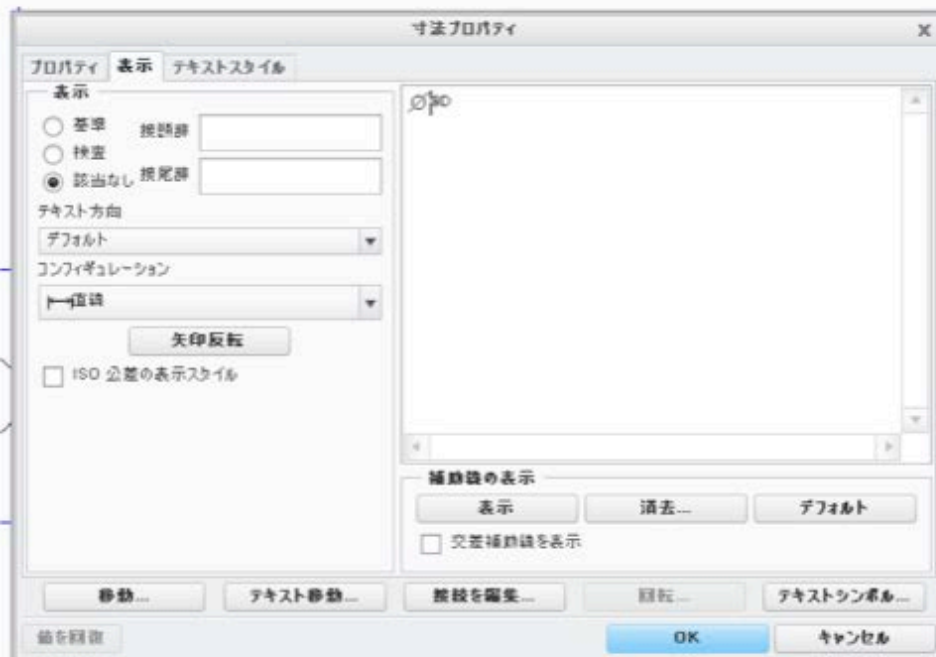 寸法プロパティ
x
プロパティ 表示 テキストスタイル
表示
基準
検査
該当なし
接頭辞
接尾辞
テキスト方向
デフォルト
コンフィギュレーション
直線
矢印反転
ISO 公差の表示スタイル
補助線の表示
表示 消去... デフォルト
交差補助線を表示
移動... テキスト移動... 接続を編集... 回転... テキストシンボル...
値を回復 OK キャンセル